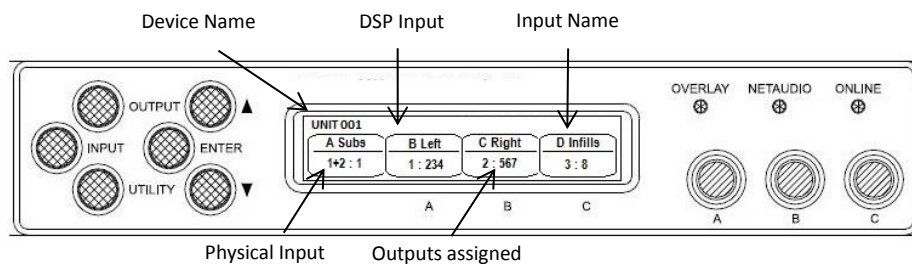 Device Name DSP Input Input Name
OVERLAY NETAUDIO ONLINE
OUTPUT
INPUT ENTER
UTILITY
UNIT 001
A Subs B Left C Right D Infills
1+2 : 1 1 : 234 2 : 567 3 : 8
A B C
A B C
Physical Input Outputs assigned